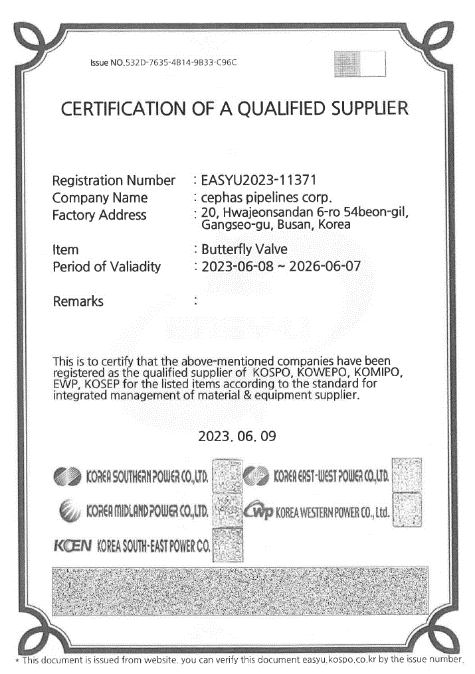 Issue NO.532D-7635-4B14-9B33-C96C
CERTIFICATION OF A QUALIFIED SUPPLIER
Registration Number : EASYU2023-11371
Company Name : cephas pipelines corp.
Factory Address : 20, Hwajeonsandan 6-ro 54beon-gil,
Gangseo-gu, Busan, Korea
Item : Butterfly Valve
Period of Valiadity : 2023-06-08 ~ 2026-06-07
Remarks :
This is to certify that the above-mentioned companies have been
registered as the qualified supplier of KOSPO, KOWEPO, KOMIPO,
EWP, KOSEP for the listed items according to the standard for
integrated management of material & equipment supplier.
2023. 06. 09
KOREA SOUTHERN POWER CO.,LTD. KOREA EAST-WEST POWER CO.,LTD.
KOREA MIDLAND POWER CO.,LTD. Cwp KOREA WESTERN POWER CO., Ltd.
KOEN KOREA SOUTH-EAST POWER CO.
* This document is issued from website. you can verify this document easyu.kospo.co.kr by the issue number.